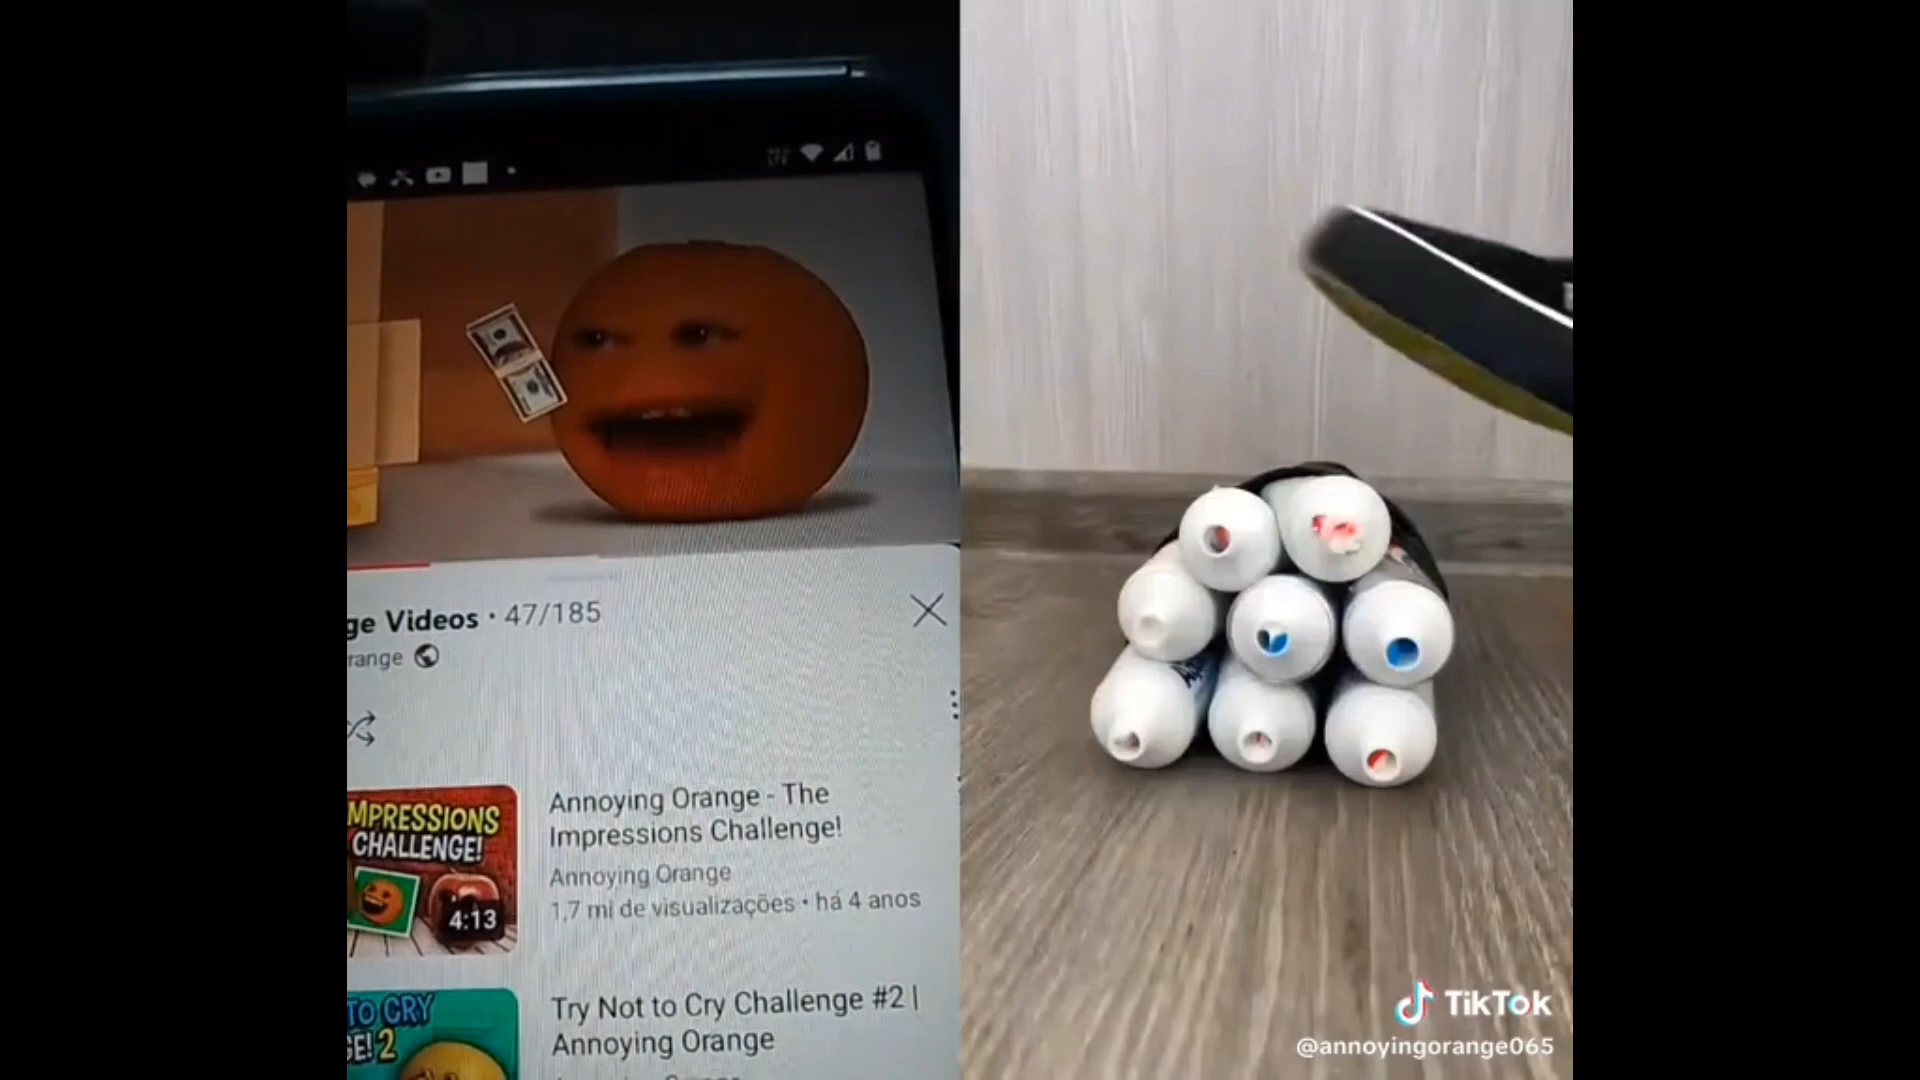 ge Videos • 47/185
range
MPRESSIONS
CHALLENGE!
4:13
Annoying Orange - The
Impressions Challenge!
Annoying Orange
1,7 mi de visualizações • há 4 anos
TO CRY
GE! 2
Try Not to Cry Challenge #2 |
Annoying Orange
TikTok
@annoyingorange065